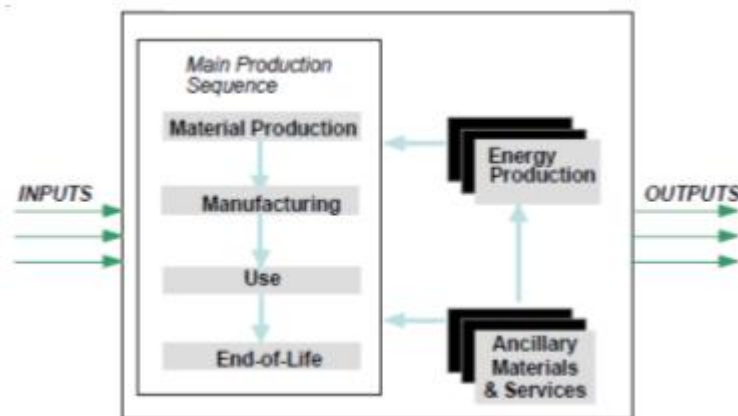 Main Production
Sequence
Material Production
Manufacturing
Use
End-of-Life
INPUTS
Energy
Production
OUTPUTS
Ancillary
Materials
& Services